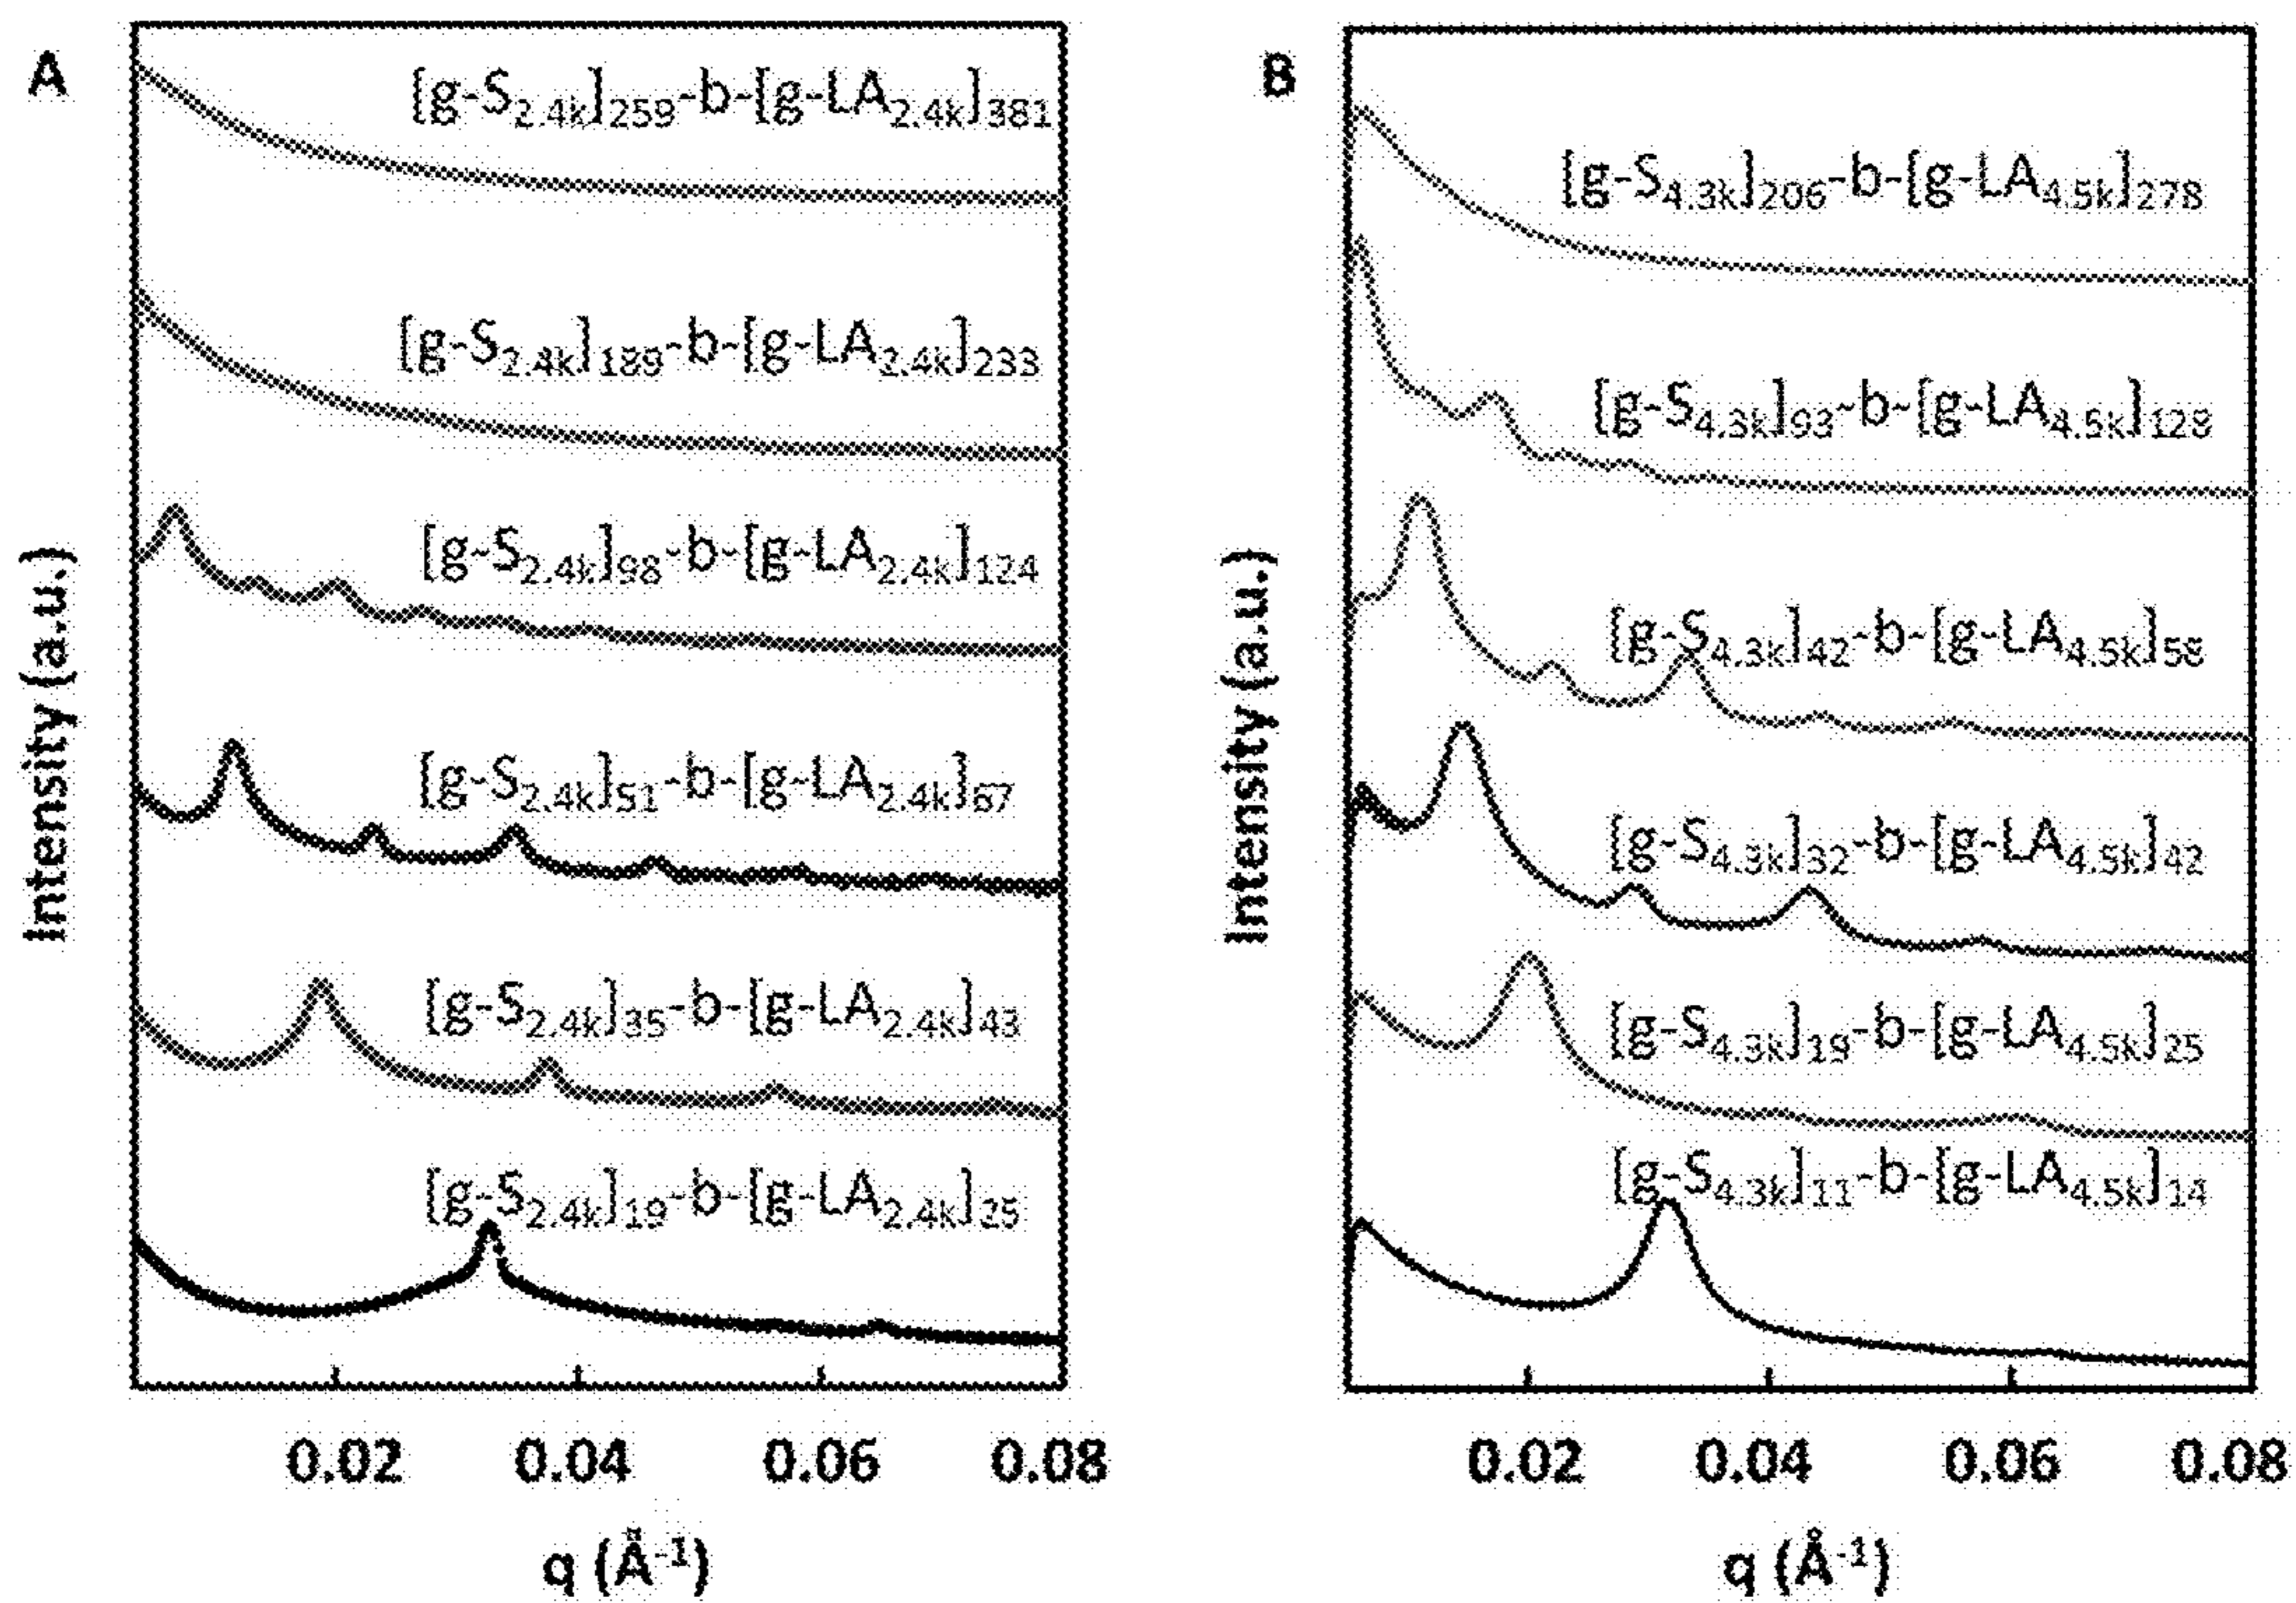 A
[g-S2.4k]259-b-[g-LA2.4k]381
[g-S2.4k]189-b-[g-LA2.4k]233
[g-S2.4k]98-b-[g-LA2.4k]124
[g-S2.4k]51-b-[g-LA2.4k]67
[g-S2.4k]35-b-[g-LA2.4k]43
[g-S2.4k]19-b-[g-LA2.4k]25
Intensity (a.u.)
0.02 0.04 0.06 0.08
q (Å-1)
B
[g-S4.3k]206-b-[g-LA4.5k]278
[g-S4.3k]93-b-[g-LA4.5k]128
[g-S4.3k]42-b-[g-LA4.5k]58
[g-S4.3k]32-b-[g-LA4.5k]42
[g-S4.3k]19-b-[g-LA4.5k]25
[g-S4.3k]11-b-[g-LA4.5k]14
Intensity (a.u.)
0.02 0.04 0.06 0.08
q (Å-1)